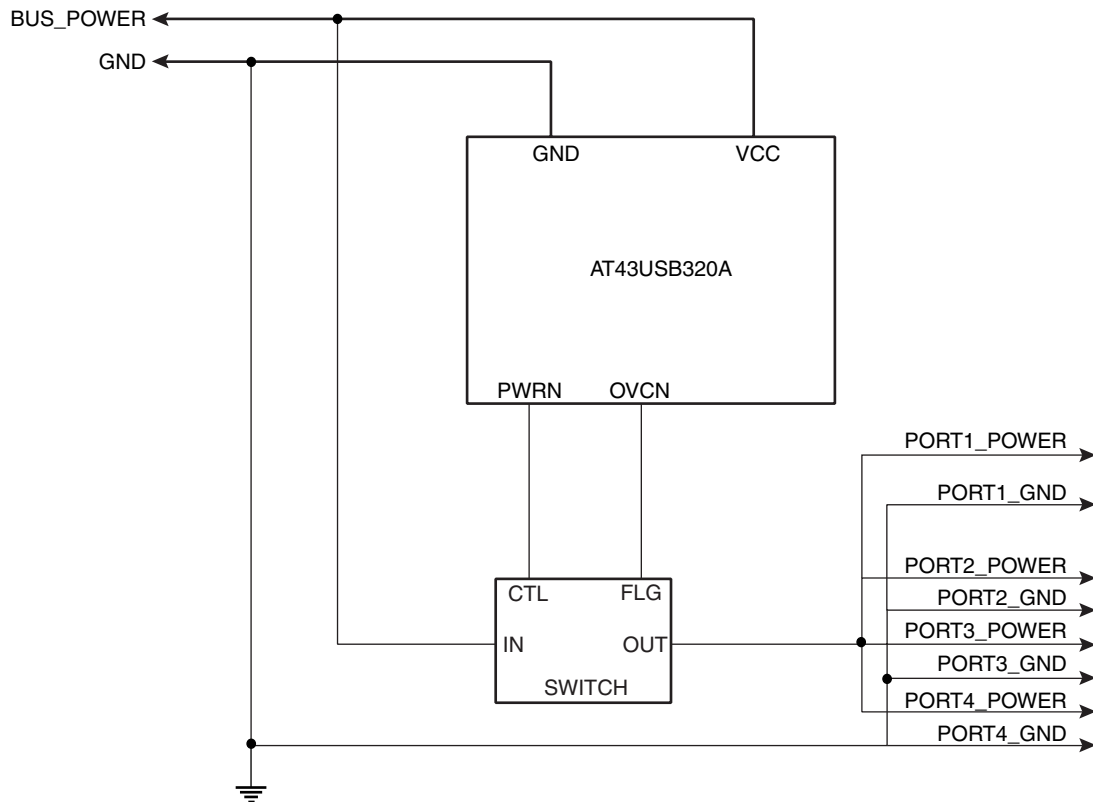 BUS_POWER
GND
GND VCC
AT43USB320A
PWRN OVCN
PORT1_POWER
PORT1_GND
CTL FLG
PORT2_POWER
PORT2_GND
IN OUT
PORT3_POWER
PORT3_GND
SWITCH
PORT4_POWER
PORT4_GND